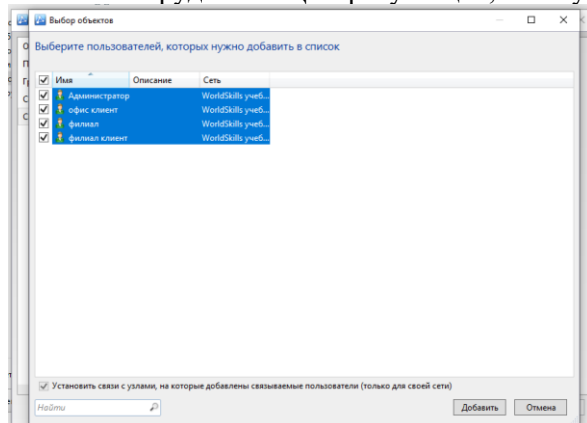 Выбор объектов
Выберите пользователей, которых нужно добавить в список
Имя Описание Сеть
Администратор WorldSkills учеб...
офис клиент WorldSkills учеб...
филиал WorldSkills учеб...
филиал клиент WorldSkills учеб...
Установить связи с узлами, на которые добавлены связываемые пользователи (только для своей сети)
Найти
Добавить Отмена